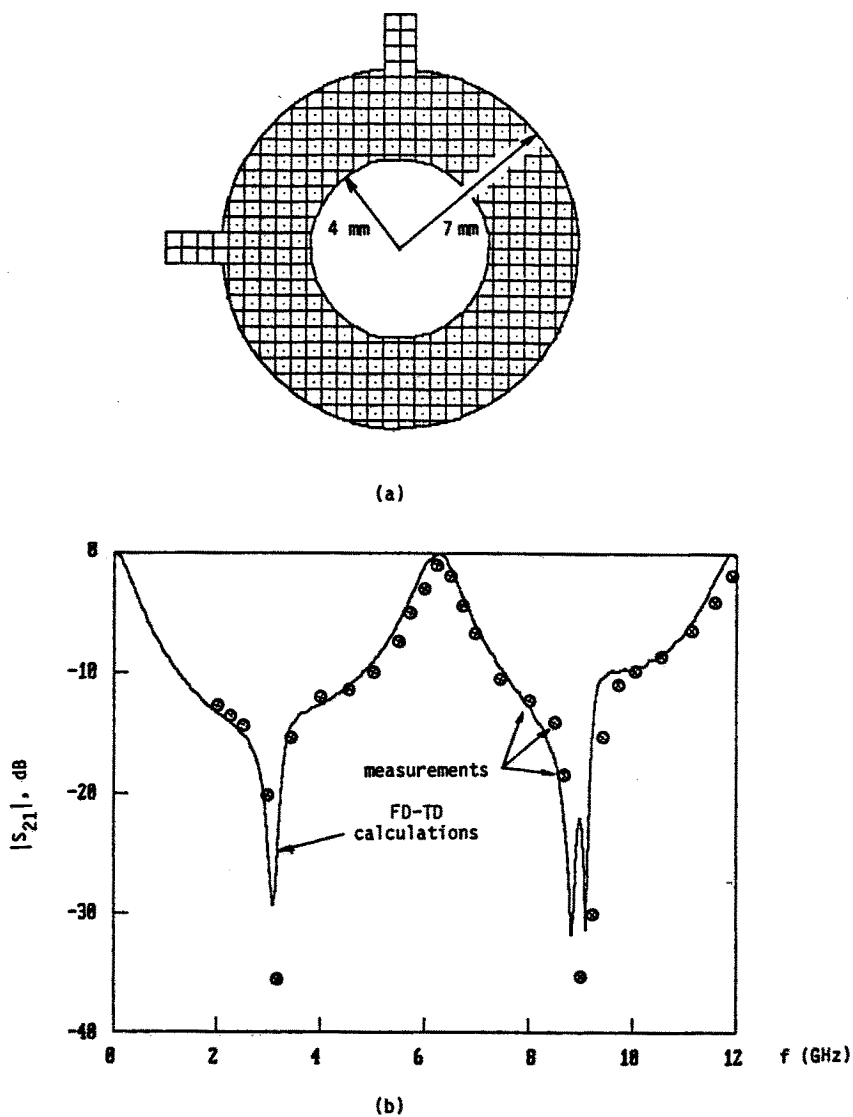 4 mm
7 mm
(a)
0
-10
-20
-30
-40
|S21|, dB
measurements
FD-TD
calculations
0 2 4 6 8 10 12 f (GHz)
(b)